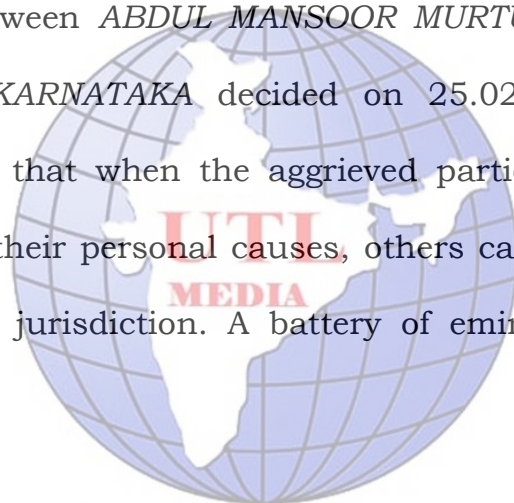 ween ABDUL MANSOOR MURTU
KARNATAKA decided on 25.02
that when the aggrieved parti
their personal causes, others ca
UTL
MEDIA
jurisdiction. A battery of emin